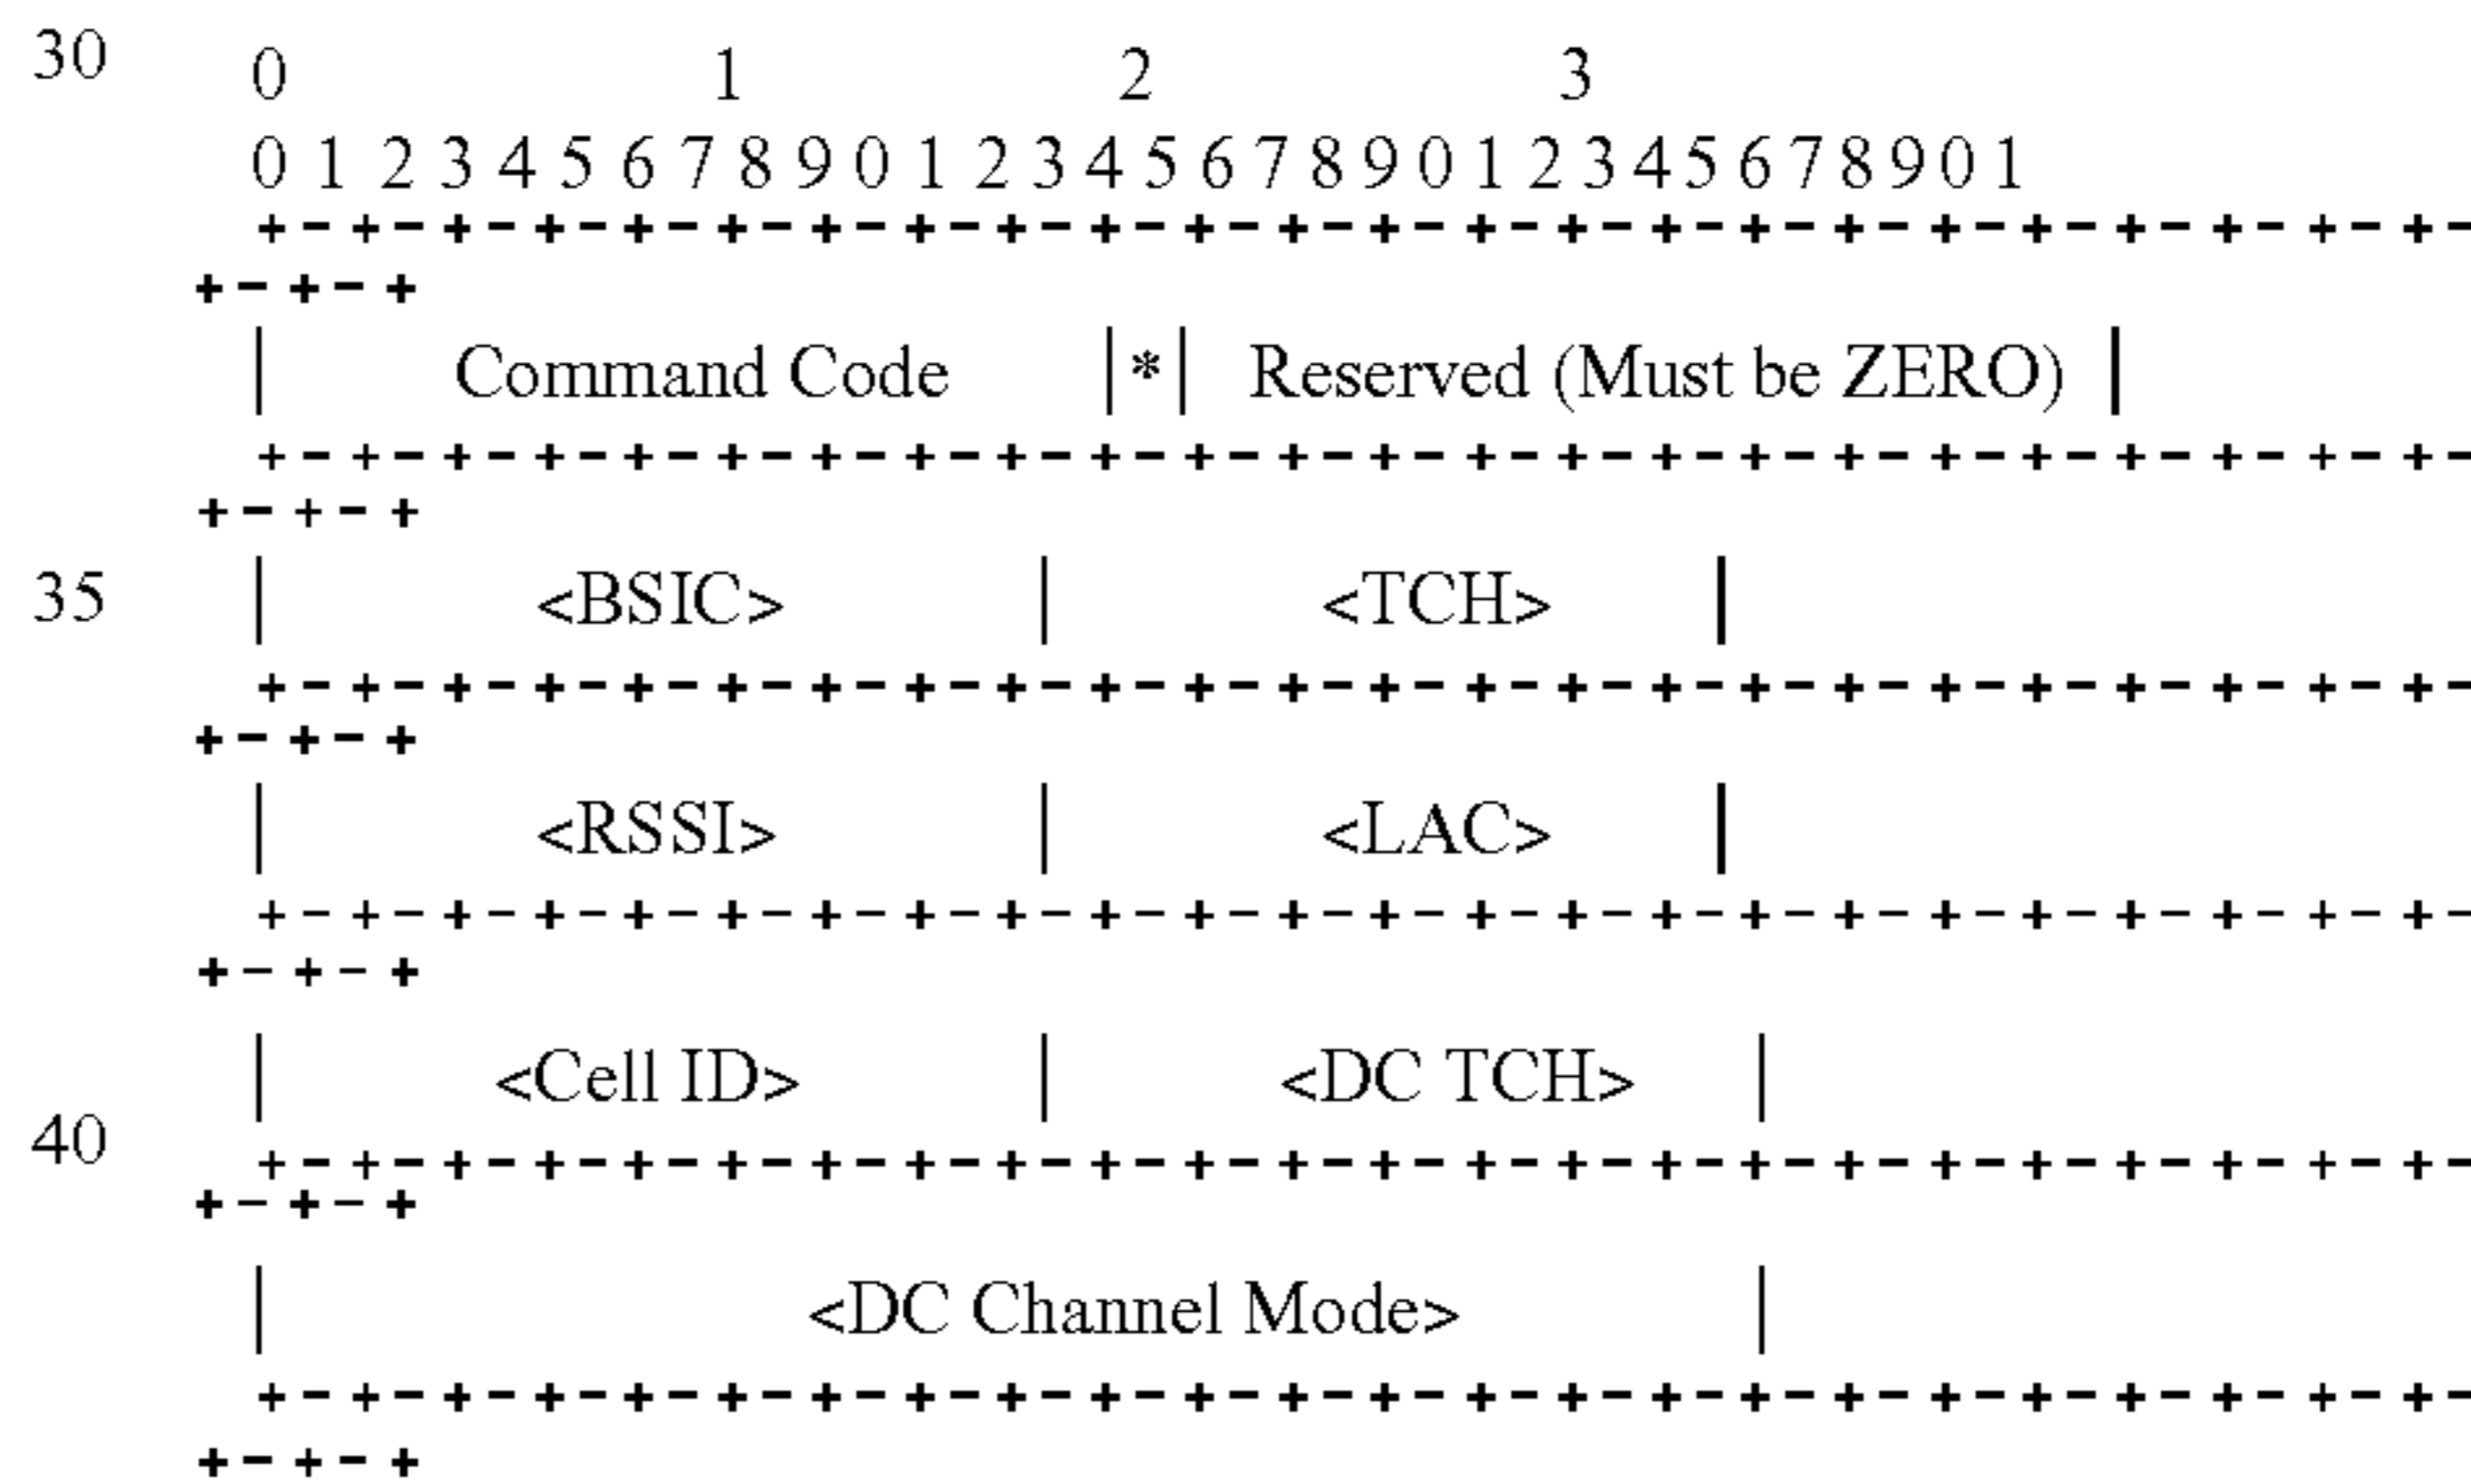 30 0 1 2 3
0 1 2 3 4 5 6 7 8 9 0 1 2 3 4 5 6 7 8 9 0 1 2 3 4 5 6 7 8 9 0 1
+-+-+-+-+-+-+-+-+-+-+-+-+-+-+-+-+-+-+-+-+-+-+-+-
+-+-+
| Command Code |*| Reserved (Must be ZERO) |
+-+-+-+-+-+-+-+-+-+-+-+-+-+-+-+-+-+-+-+-+-+-+-+-
+-+-+
35 | <BSIC> | <TCH> |
+-+-+-+-+-+-+-+-+-+-+-+-+-+-+-+-+-+-+-+-+-+-+-+-
+-+-+
| <RSSI> | <LAC> |
+-+-+-+-+-+-+-+-+-+-+-+-+-+-+-+-+-+-+-+-+-+-+-+-
+-+-+
| <Cell ID> | <DC TCH> |
40 +-+-+-+-+-+-+-+-+-+-+-+-+-+-+-+-+-+-+-+-+-+-+-+-
+-+-+
| <DC Channel Mode> |
+-+-+-+-+-+-+-+-+-+-+-+-+-+-+-+-+-+-+-+-+-+-+-+-
+-+-+